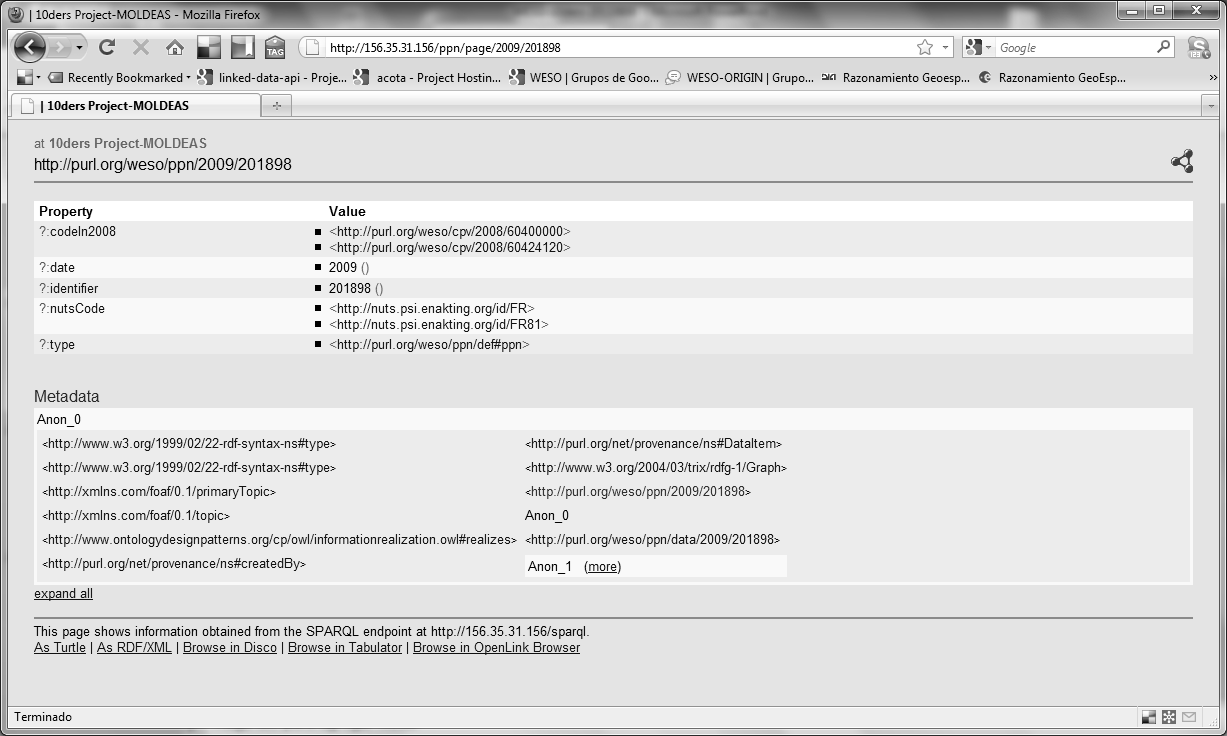 | 10ders Project-MOLDEAS - Mozilla Firefox
TAG
http://156.35.31.156/ppn/page/2009/201898
Google
Recently Bookmarked
linked-data-api - Proje...
acota - Project Hostin...
WESO | Grupos de Goo...
WESO-ORIGIN | Grupo...
Razonamiento Geoesp...
Razonamiento GeoEsp...
| 10ders Project-MOLDEAS
at 10ders Project-MOLDEAS
http://purl.org/weso/ppn/2009/201898
Property Value
?:codeIn2008 <http://purl.org/weso/cpv/2008/60400000>
<http://purl.org/weso/cpv/2008/60424120>
?:date 2009 ()
?:identifier 201898 ()
?:nutsCode <http://nuts.psi.enakting.org/id/FR>
<http://nuts.psi.enakting.org/id/FR81>
?:type <http://purl.org/weso/ppn/def#ppn>
Metadata
Anon_0
<http://www.w3.org/1999/02/22-rdf-syntax-ns#type> <http://purl.org/net/provenance/ns#DataItem>
<http://www.w3.org/1999/02/22-rdf-syntax-ns#type> <http://www.w3.org/2004/03/trix/rdfg-1/Graph>
<http://xmlns.com/foaf/0.1/primaryTopic> <http://purl.org/weso/ppn/2009/201898>
<http://xmlns.com/foaf/0.1/topic> Anon_0
<http://www.ontologydesignpatterns.org/cp/owl/informationrealization.owl#realizes> <http://purl.org/weso/ppn/data/2009/201898>
<http://purl.org/net/provenance/ns#createdBy> Anon_1 (more)
expand all
This page shows information obtained from the SPARQL endpoint at http://156.35.31.156/sparql.
As Turtle | As RDF/XML | Browse in Disco | Browse in Tabulator | Browse in OpenLink Browser
Terminado